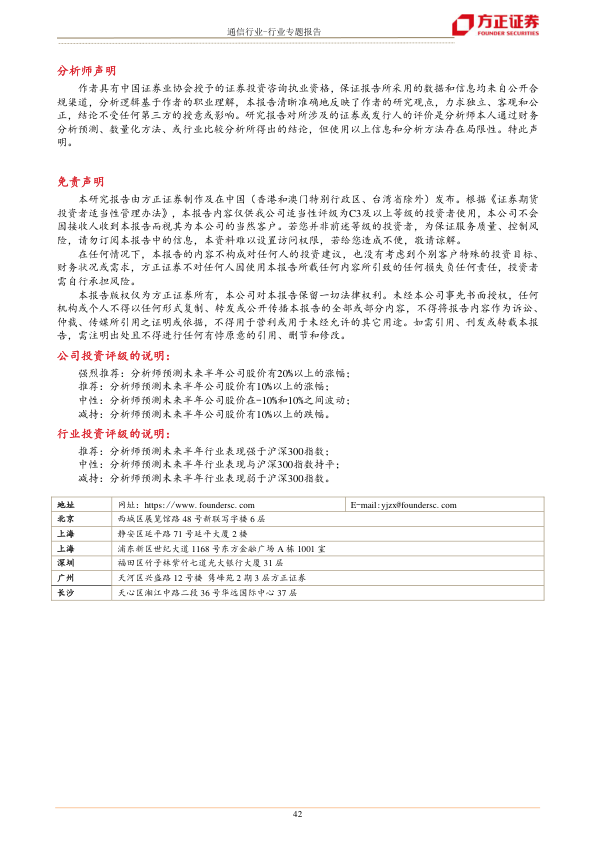 通信行业-行业专题报告
方正证券
FOUNDER SECURITIES
分析师声明
作者具有中国证券业协会授予的证券投资咨询执业资格，保证报告所采用的数据和信息均来自公开合
规渠道，分析逻辑基于作者的职业理解，本报告清晰准确地反映了作者的研究观点，力求独立、客观和公
正，结论不受任何第三方的授意或影响。研究报告对所涉及的证券或发行人的评价是分析师本人通过财务
分析预测、数量化方法、或行业比较分析所得出的结论，但使用以上信息和分析方法存在局限性。特此声
明。
免责声明
本研究报告由方正证券制作及在中国（香港和澳门特别行政区、台湾省除外）发布。根据《证券期货
投资者适当性管理办法》，本报告内容仅供我公司适当性评级为C3及以上等级的投资者使用，本公司不会
因接收人收到本报告而视其为本公司的当然客户。若您并非前述等级的投资者，为保证服务质量、控制风
险，请勿订阅本报告中的信息，本资料难以设置访问权限，若给您造成不便，敬请谅解。
在任何情况下，本报告的内容不构成对任何人的投资建议，也没有考虑到个别客户特殊的投资目标、
财务状况或需求，方正证券不对任何人因使用本报告所载任何内容所引致的任何损失负任何责任，投资者
需自行承担风险。
本报告版权仅为方正证券所有，本公司对本报告保留一切法律权利。未经本公司事先书面授权，任何
机构或个人不得以任何形式复制、转发或公开传播本报告的全部或部分内容，不得将报告内容作为诉讼、
仲裁、传媒所引用之证明或依据，不得用于营利或用于未经允许的其它用途。如需引用、刊发或转载本报
告，需注明出处且不得进行任何有悖原意的引用、删节和修改。
公司投资评级的说明：
强烈推荐：分析师预测未来半年公司股价有20%以上的涨幅；
推荐：分析师预测未来半年公司股价有10%以上的涨幅；
中性：分析师预测未来半年公司股价在-10%和10%之间波动；
减持：分析师预测未来半年公司股价有10%以上的跌幅。
行业投资评级的说明：
推荐：分析师预测未来半年行业表现强于沪深300指数；
中性：分析师预测未来半年行业表现与沪深300指数持平；
减持：分析师预测未来半年行业表现弱于沪深300指数。
地址 网址：https://www.foundersc.com E-mail:yjzx@foundersc.com
北京 西城区展览馆路48号新联写字楼6层
上海 静安区延平路71号延平大厦2楼
上海 浦东新区世纪大道1168号东方金融广场A栋1001室
深圳 福田区竹子林紫竹七道光大银行大厦31层
广州 天河区兴盛路12号楼 隽峰苑2期3层方正证券
长沙 天心区湘江中路二段36号华远国际中心37层
42